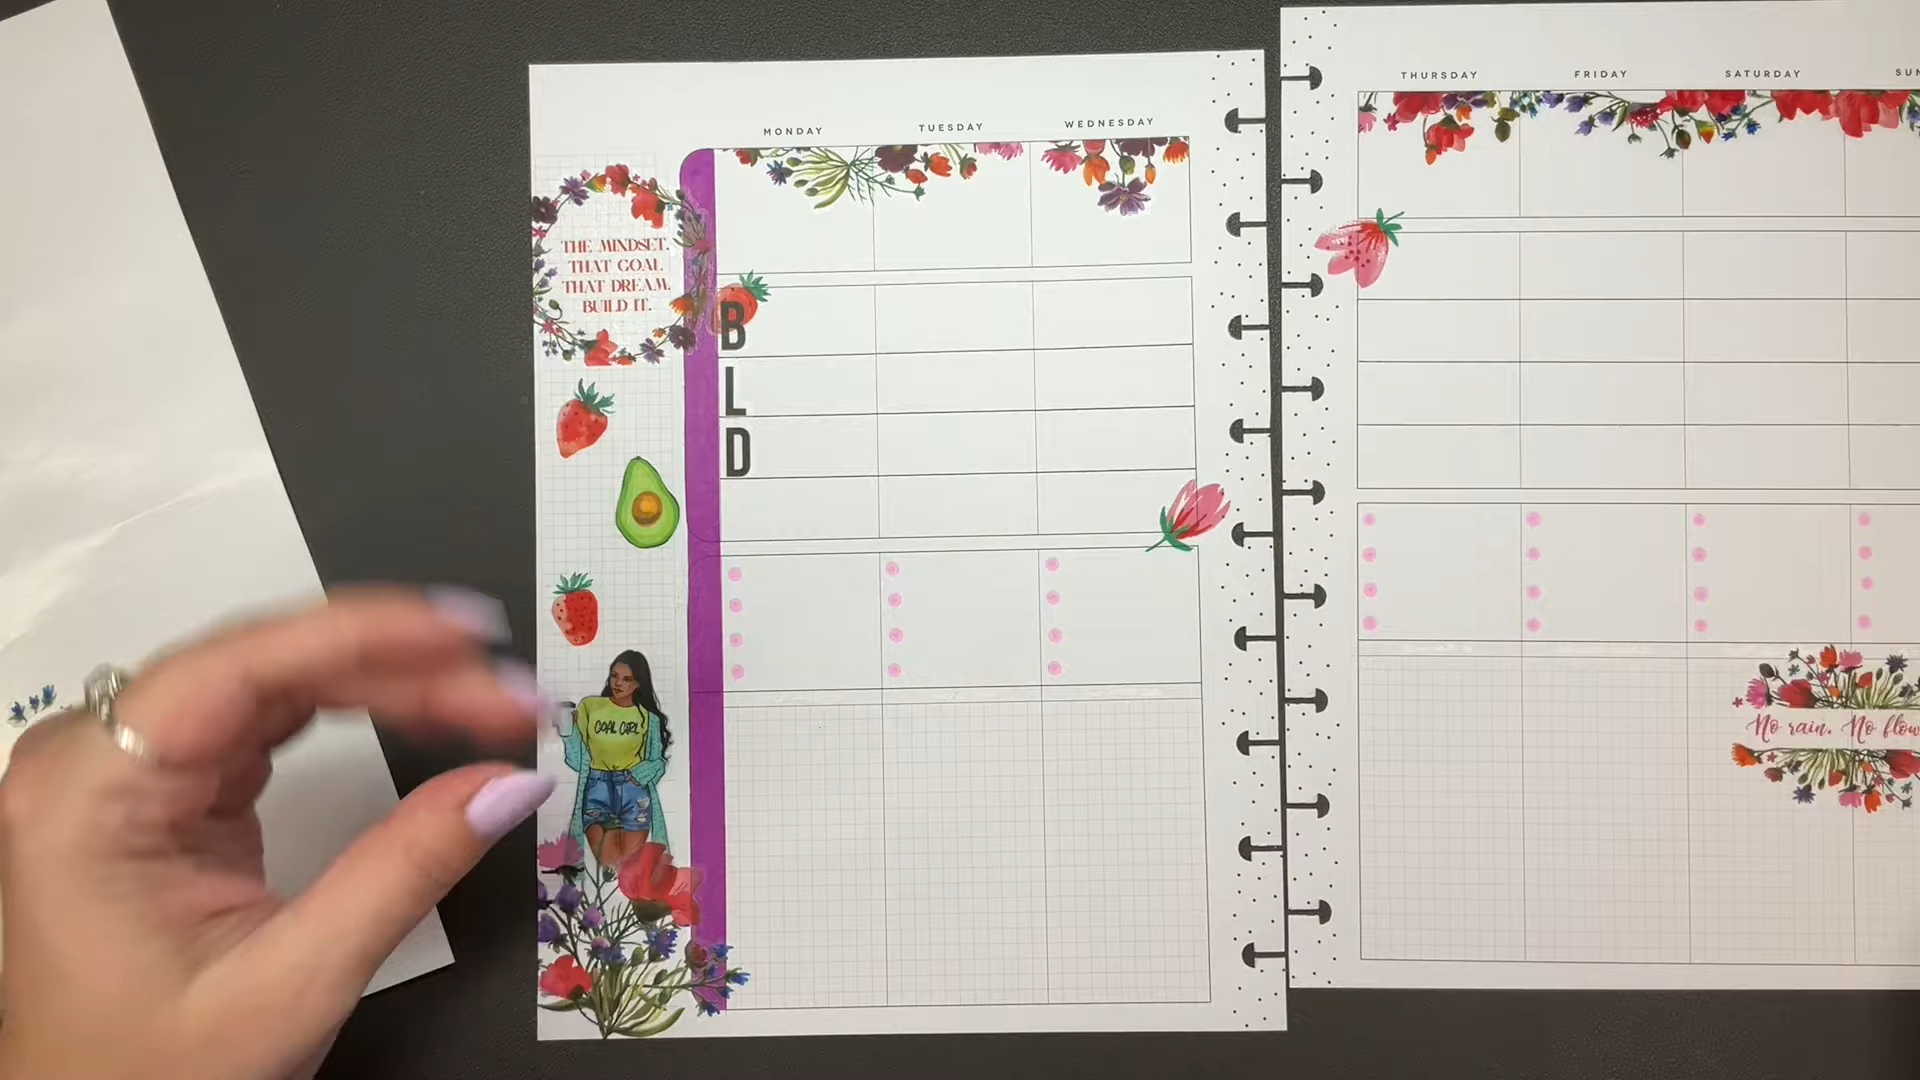 MONDAY
TUESDAY
WEDNESDAY
THURSDAY
FRIDAY
SATURDAY
THE MINDSET.
THAT GOAL
THAT DREAM.
BUILD IT.
B
L
D
GOAL GIRL
No rain. No